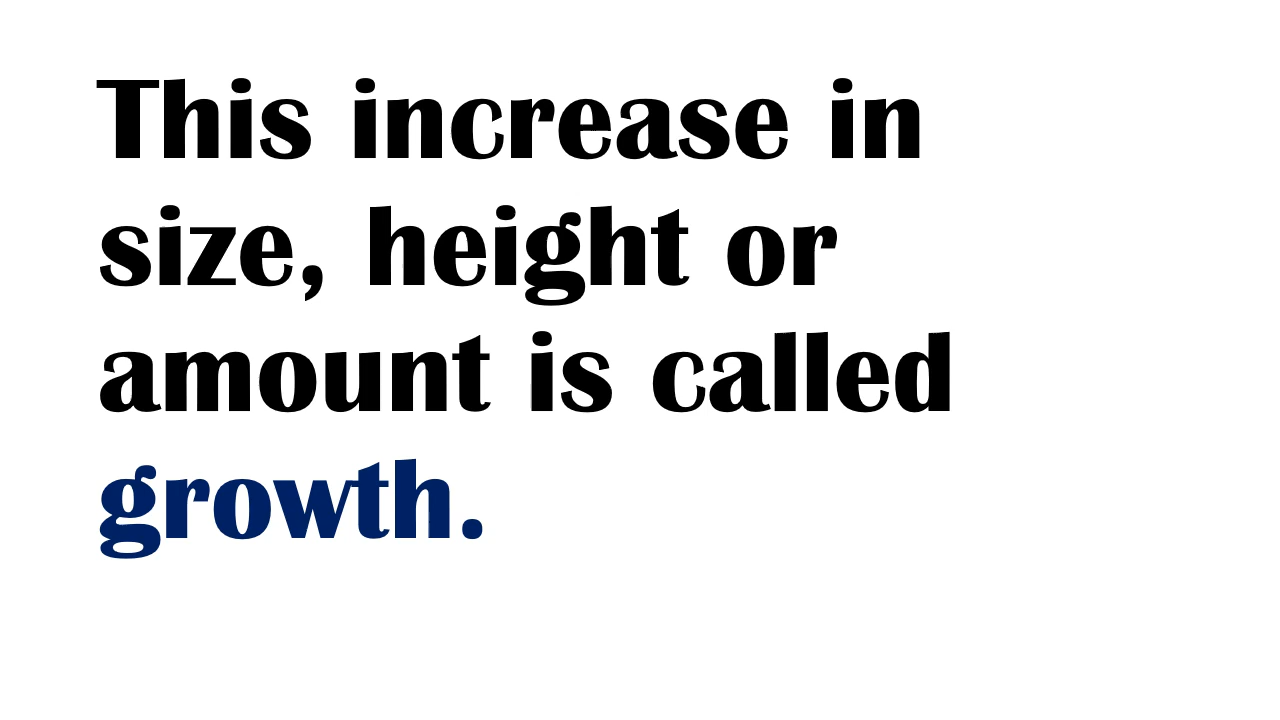 This increase in
size, height or
amount is called
growth.